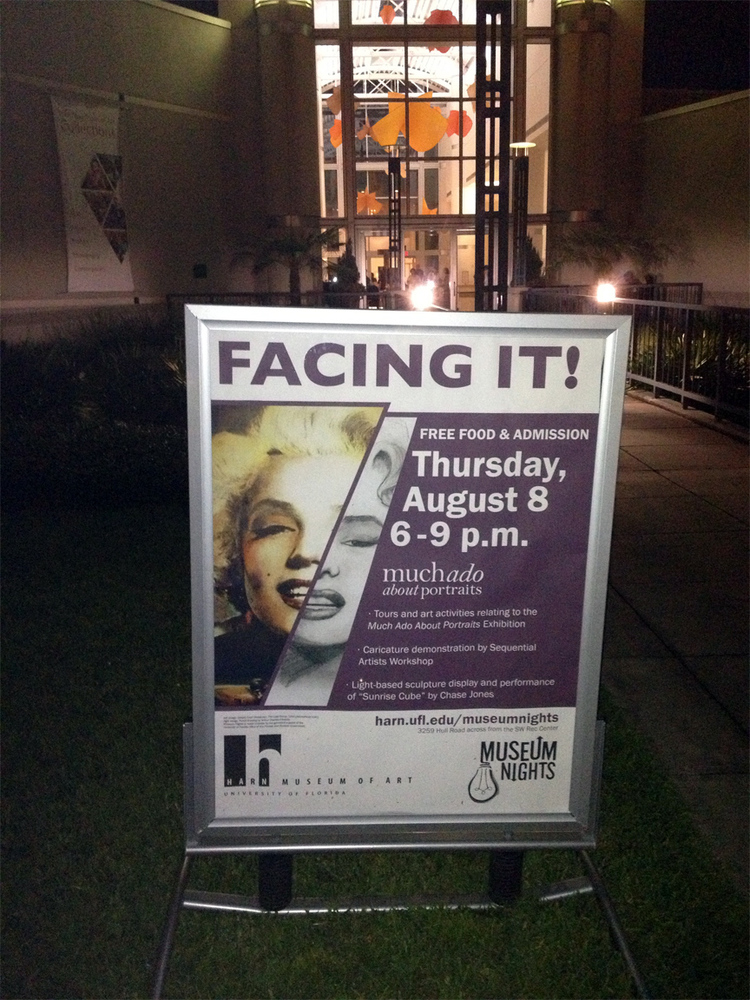 FACING IT!
FREE FOOD & ADMISSION
Thursday,
August 8
6-9 p.m.
muchado
about portraits
· Tours and art activities relating to the
Much Ado About Portraits Exhibition
· Caricature demonstration by Sequential
Artists Workshop
· Light-based sculpture display and performance
of "Sunrise Cube" by Chase Jones
harn.ufl.edu/museumnights
3259 Hull Road across from the SW Rec Center
h
HARN MUSEUM OF ART
UNIVERSITY OF FLORIDA
MUSEUM
NIGHTS